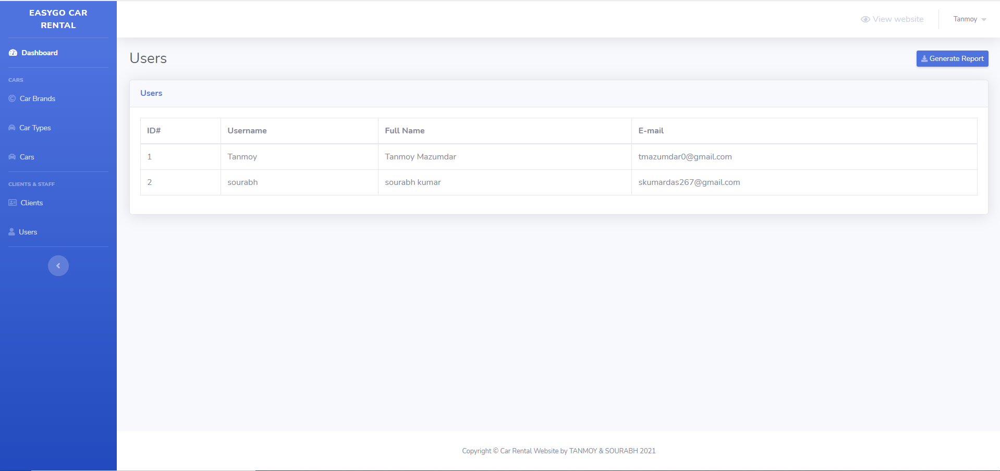 EASYGO CAR
RENTAL
View website
Tanmoy
Dashboard
CARS
Car Brands
Car Types
Cars
CLIENTS & STAFF
Clients
Users
Users
Generate Report
Users
ID# Username Full Name E-mail
1 Tanmoy Tanmoy Mazumdar tmazumdar0@gmail.com
2 sourabh sourabh kumar skumardas267@gmail.com
Copyright © Car Rental Website by TANMOY & SOURABH 2021